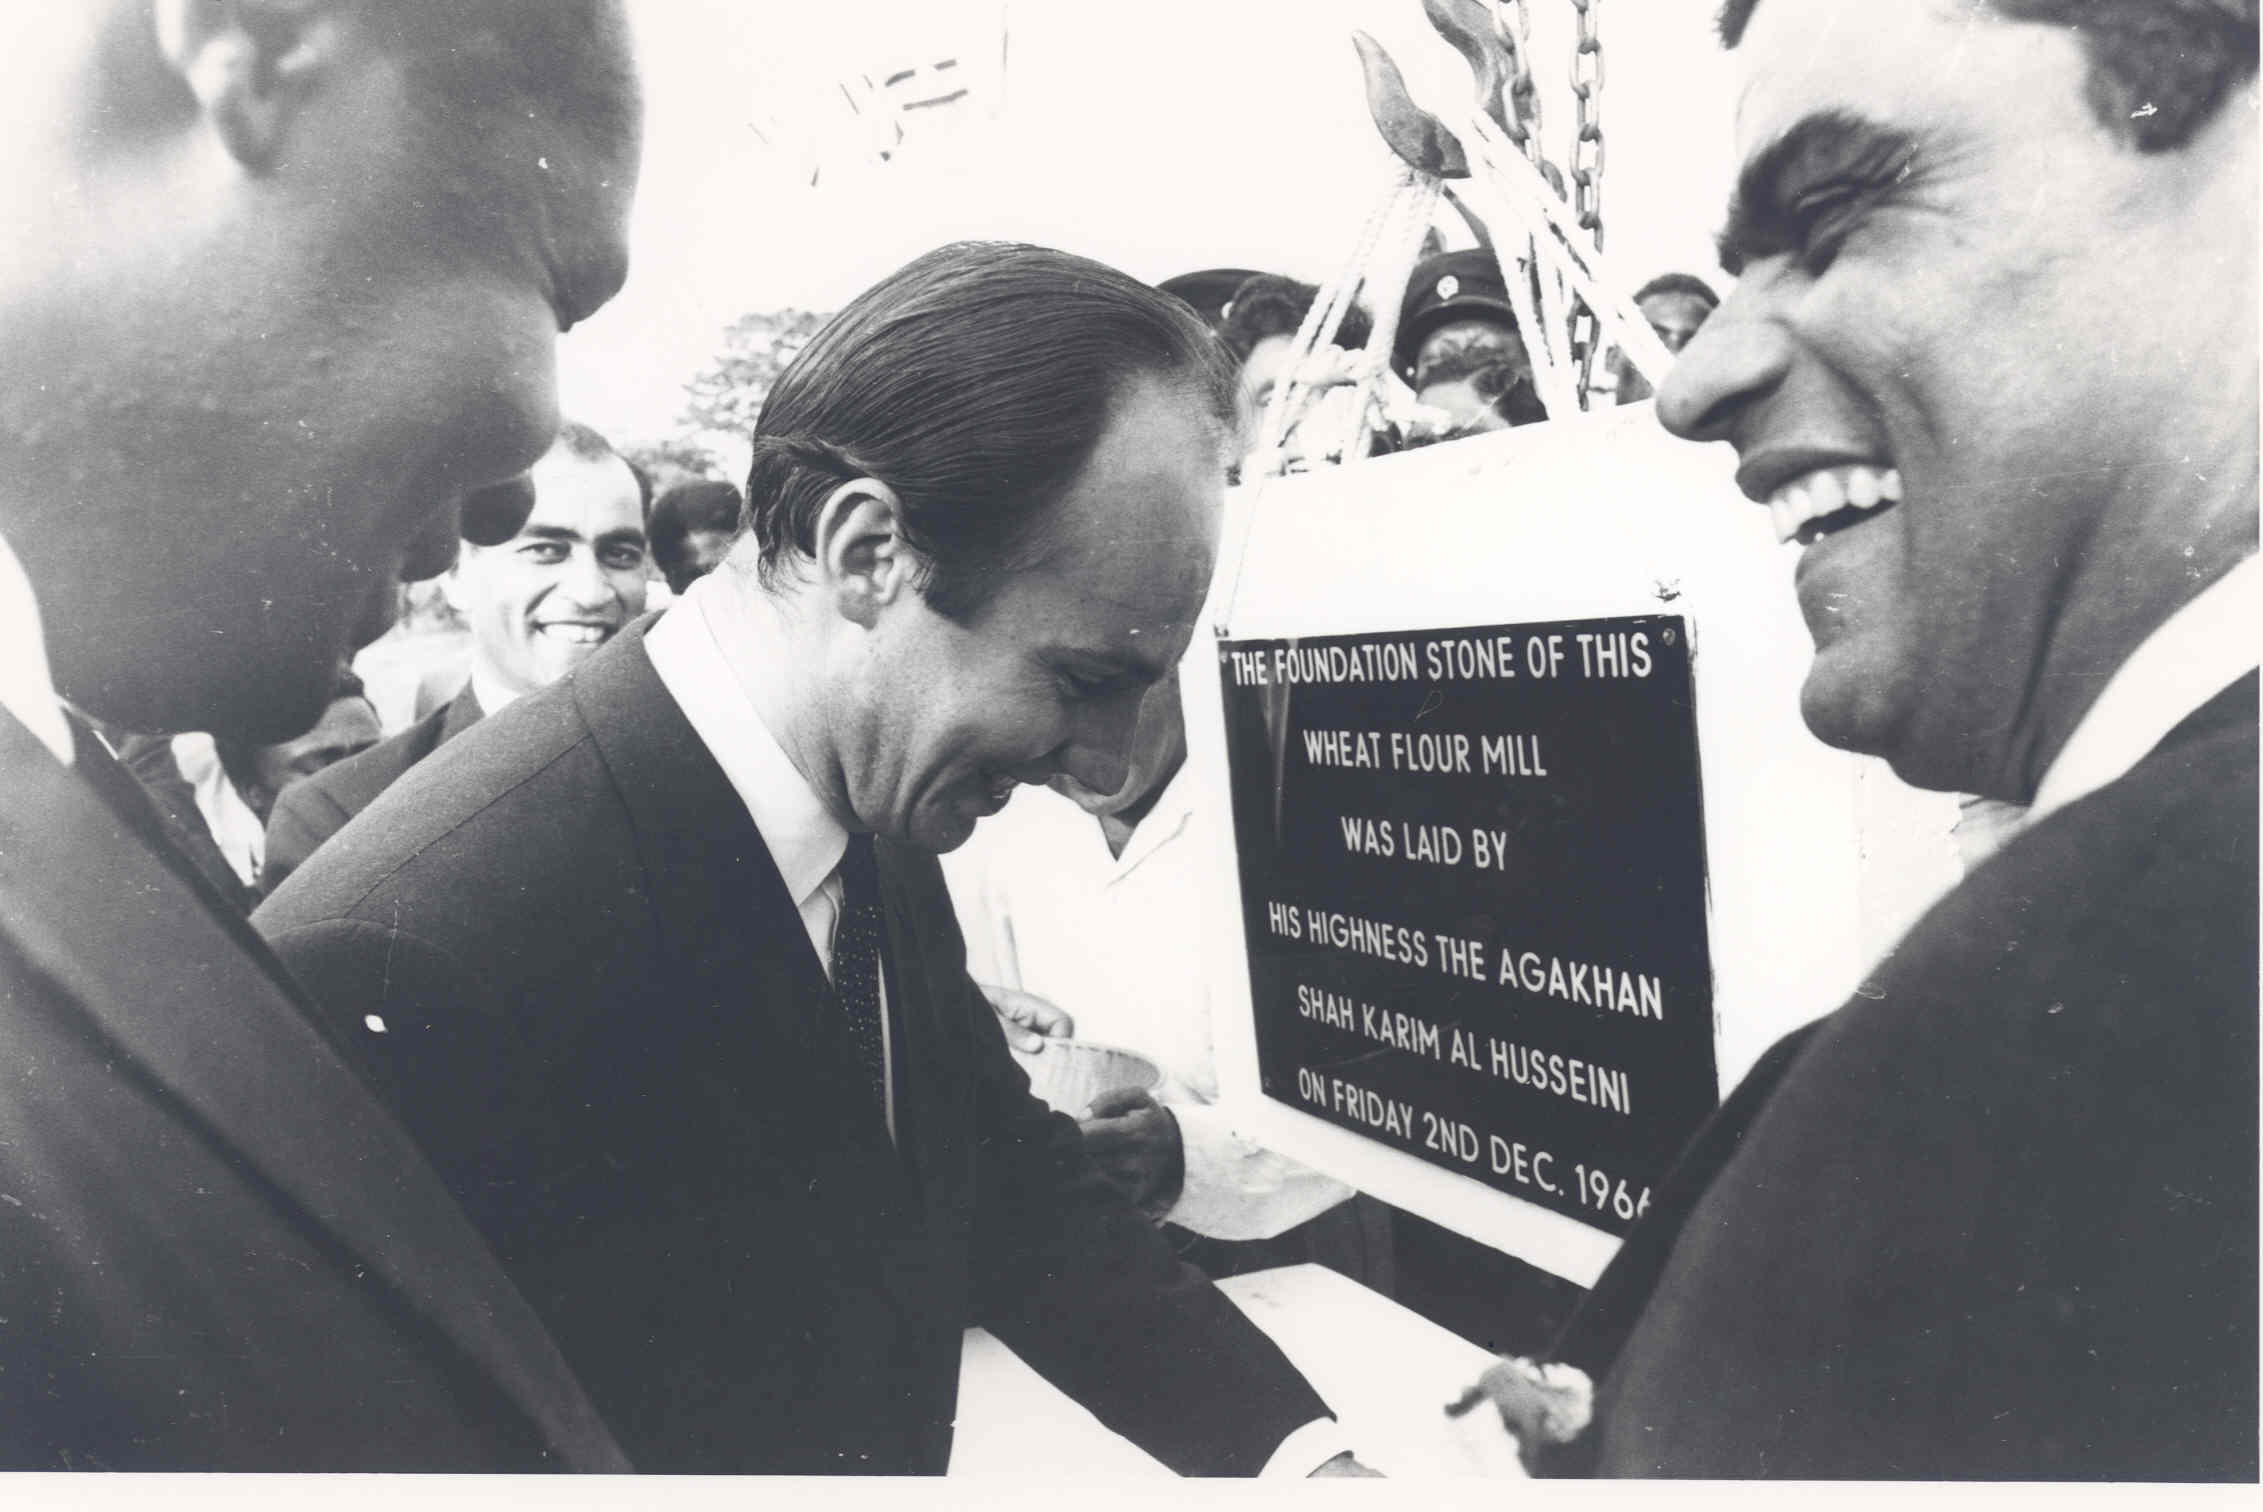 THE FOUNDATION STONE OF THIS
WHEAT FLOUR MILL
WAS LAID BY
HIS HIGHNESS THE AGAKHAN
SHAH KARIM AL HUSSEINI
ON FRIDAY 2ND DEC. 1966